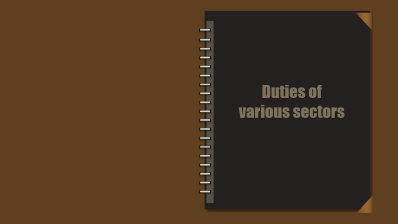 Duties of
various sectors